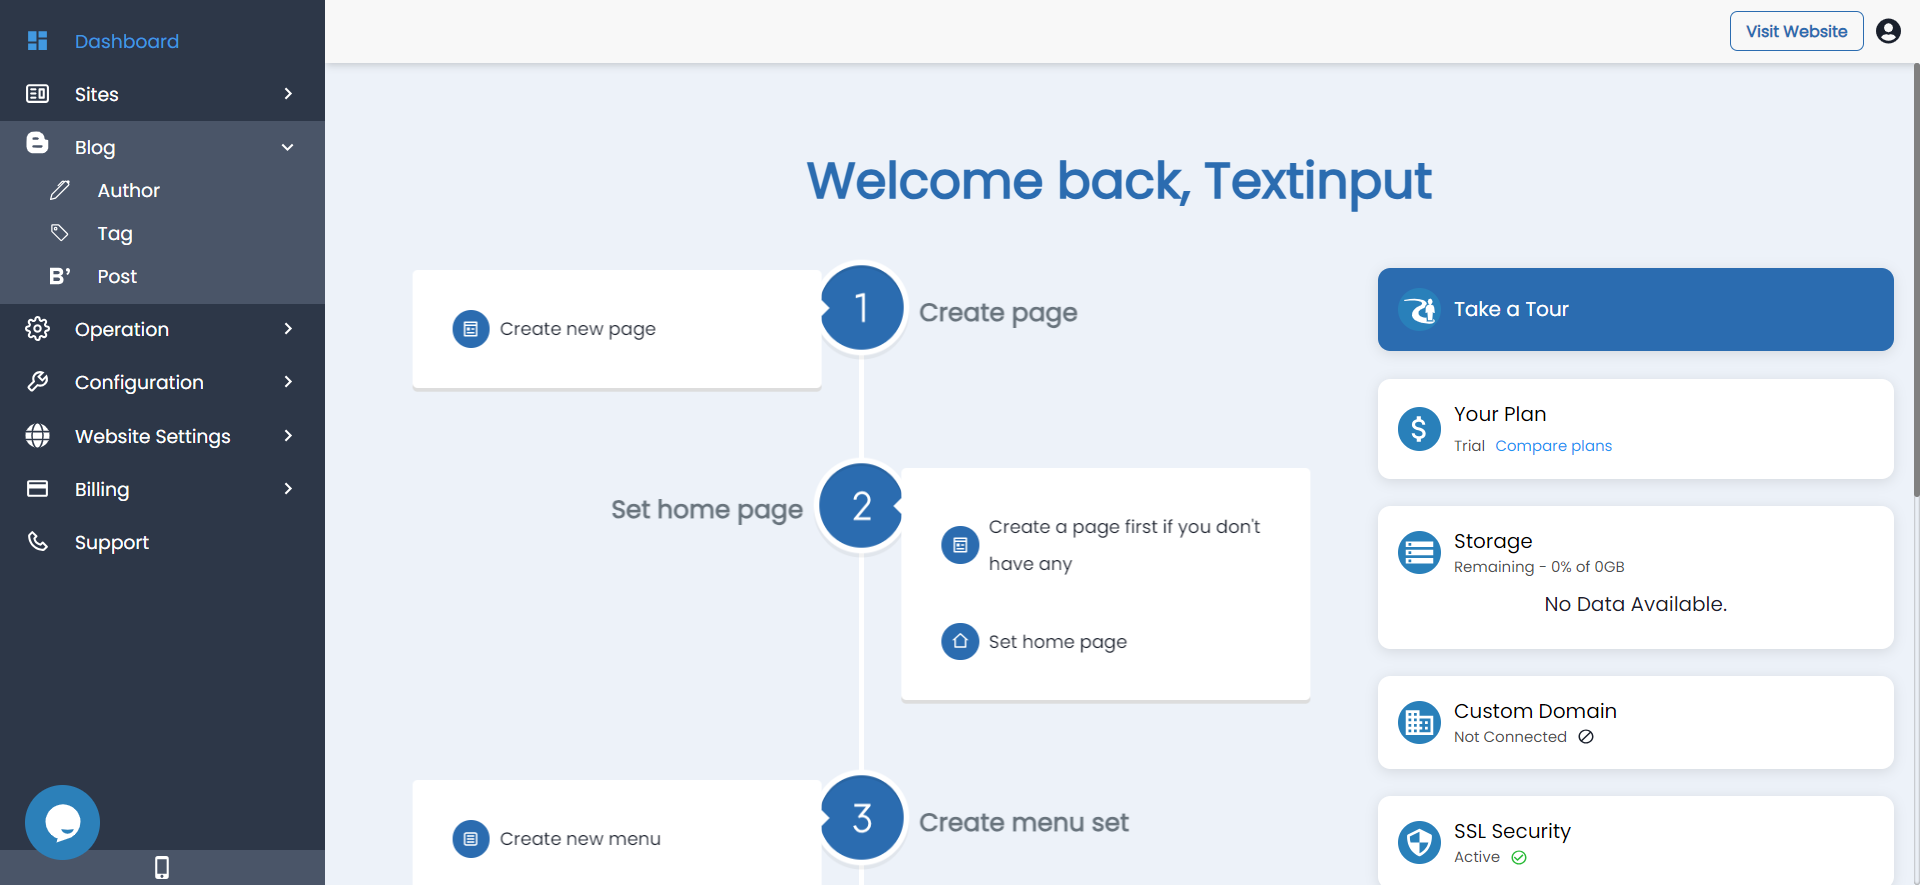 Dashboard
Sites
Blog
Author
Tag
B' Post
Operation
Configuration
Website Settings
Billing
Support
Visit Website
Welcome back, Textinput
Create new page
1
Create page
Set home page
2
Create a page first if you don't
have any
Set home page
Create new menu
3
Create menu set
Take a Tour
Your Plan
Trial Compare plans
Storage
Remaining - 0% of 0GB
No Data Available.
Custom Domain
Not Connected
SSL Security
Active